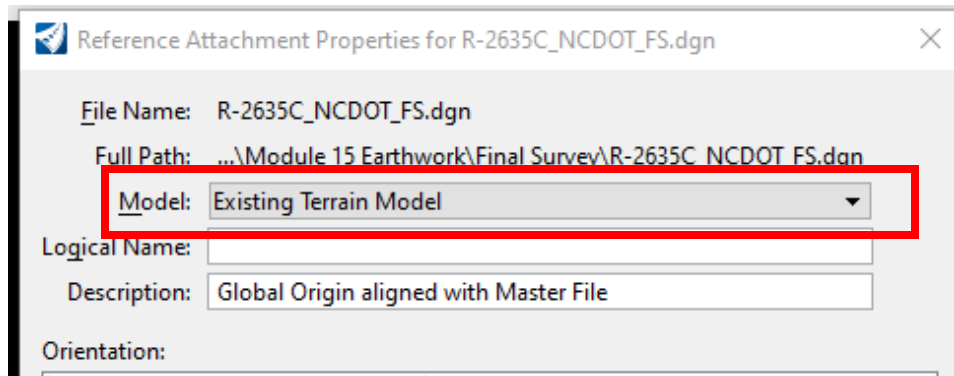 Reference Attachment Properties for R-2635C_NCDOT_FS.dgn
File Name: R-2635C_NCDOT_FS.dgn
Full Path: ...\Module 15 Earthwork\Final Survey\R-2635C_NCDOT_FS.dgn
Model: Existing Terrain Model
Logical Name:
Description: Global Origin aligned with Master File
Orientation: